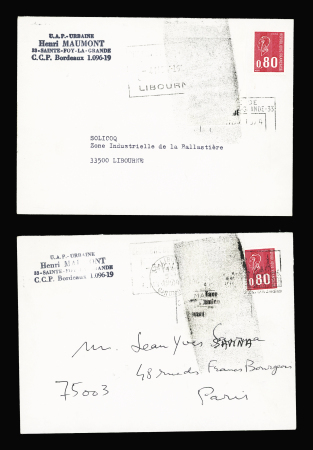 U.A.P.-URBAINE
Henri MAUMONT
33-SAINTE-FOY-LA-GRANDE
C.C.P. Bordeaux 1.096-19
0.80
LIBOURN
SOLICOQ
Zone Industrielle de la Ballastière
33500 LIBOURNE
U.A.P.-URBAINE
Henri MAUMONT
33-SAINTE-FOY-LA-GRANDE
C.C.P. Bordeaux 1.096-19
0.80
Mr. Jean Yves SAVINA
48 rue des Francs Bourgeois
75003
Paris